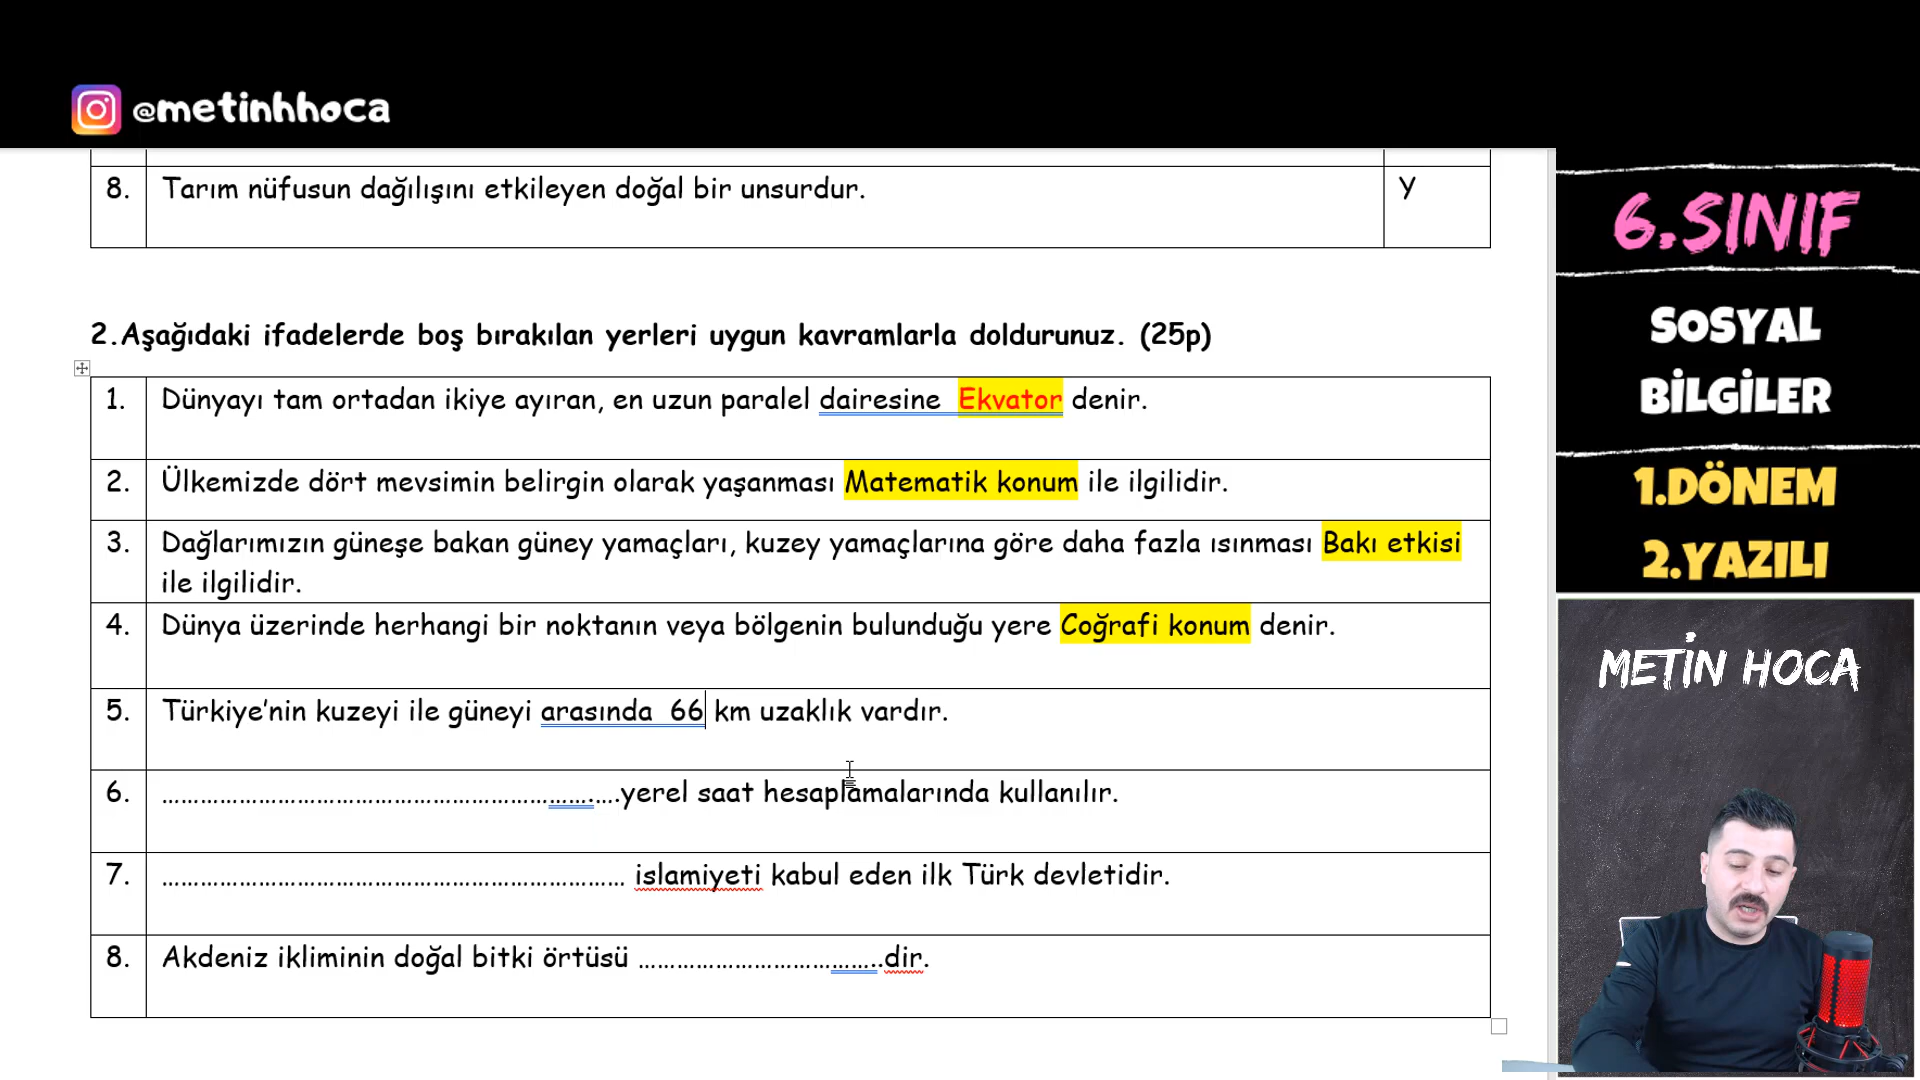 @metinhhoca
8. Tarım nüfusun dağılışını etkileyen doğal bir unsurdur. Y
2.Aşağıdaki ifadelerde boş bırakılan yerleri uygun kavramlarla doldurunuz. (25p)
1. Dünyayı tam ortadan ikiye ayıran, en uzun paralel dairesine Ekvator denir.
2. Ülkemizde dört mevsimin belirgin olarak yaşanması Matematik konum ile ilgilidir.
3. Dağlarımızın güneşe bakan güney yamaçları, kuzey yamaçlarına göre daha fazla ısınması Bakı etkisi
ile ilgilidir.
4. Dünya üzerinde herhangi bir noktanın veya bölgenin bulunduğu yere Coğrafi konum denir.
5. Türkiye’nin kuzeyi ile güneyi arasında 66 km uzaklık vardır.
6. ……………………………………………………….….yerel saat hesaplamalarında kullanılır.
7. ………………………………………………………… islamiyeti kabul eden ilk Türk devletidir.
8. Akdeniz ikliminin doğal bitki örtüsü ……………………………..dir.
6.SINIF
SOSYAL
BİLGİLER
1.DÖNEM
2.YAZILI
METİN HOCA